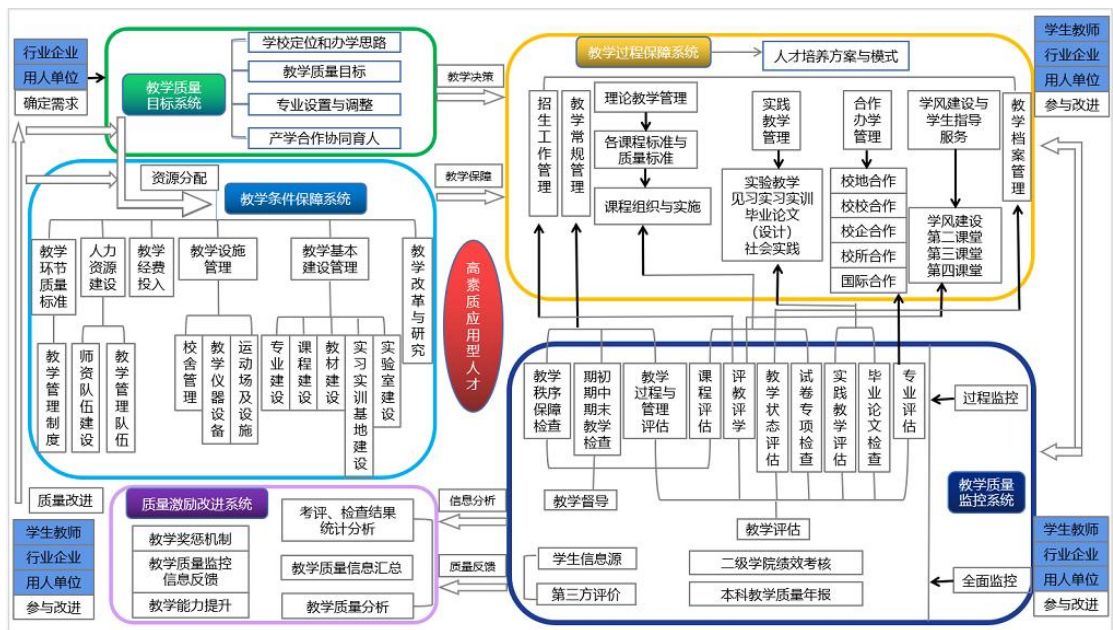 行业企业
用人单位
确定需求
教学质量
目标系统
学校定位和办学思路
教学质量目标
专业设置与调整
产学合作协同育人
教学决策
教学过程保障系统
人才培养方案与模式
招生工作管理
教学常规管理
理论教学管理
各课程标准与
质量标准
课程组织与实施
实践
教学
管理
实验教学
见习实习实训
毕业论文
（设计）
社会实践
合作
办学
管理
校地合作
校校合作
校企合作
校所合作
国际合作
学风建设与
学生指导
服务
学风建设
第二课堂
第三课堂
第四课堂
教学档案管理
学生教师
行业企业
用人单位
参与改进
资源分配
教学条件保障系统
教学保障
教学
环节
质量
标准
人力
资源
建设
教学
经费
投入
教学设施
管理
教学基本
建设管理
教学改革与研究
教学管理制度
师资队伍建设
教学管理队伍
校舍管理
教学仪器设备
运动场及设施
专业建设
课程建设
教材建设
实习实训基地建设
实验室建设
高素质应用型人才
教学
秩序
保障
检查
期初
期中
期末
教学
检查
教学
过程与
管理
评估
课程评估
评教评学
教学状态评估
试卷专项检查
实践教学评估
毕业论文检查
专业评估
过程监控
教学质量
监控系统
教学督导
教学评估
学生信息源
第三方评价
二级学院绩效考核
本科教学质量年报
全面监控
质量改进
学生教师
行业企业
用人单位
参与改进
质量激励改进系统
教学奖惩机制
教学质量监控
信息反馈
教学能力提升
考评、检查结果
统计分析
教学质量信息汇总
教学质量分析
信息分析
质量反馈
学生教师
行业企业
用人单位
参与改进